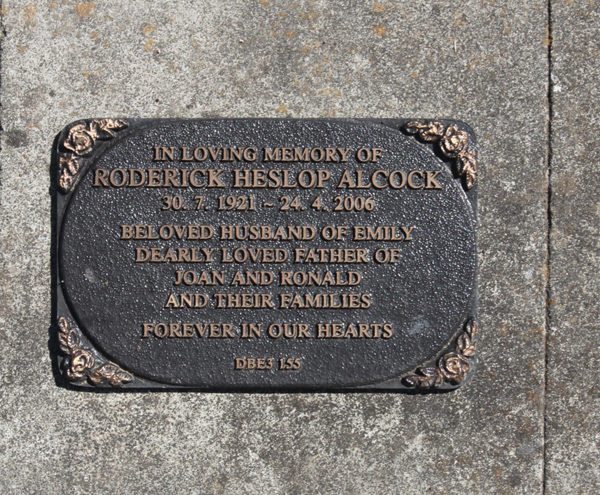 IN LOVING MEMORY OF
RODERICK HESLOP ALCOCK
30. 7. 1921 ~ 24. 4. 2006
BELOVED HUSBAND OF EMILY
DEARLY LOVED FATHER OF
JOAN AND RONALD
AND THEIR FAMILIES
FOREVER IN OUR HEARTS
DBE3 155